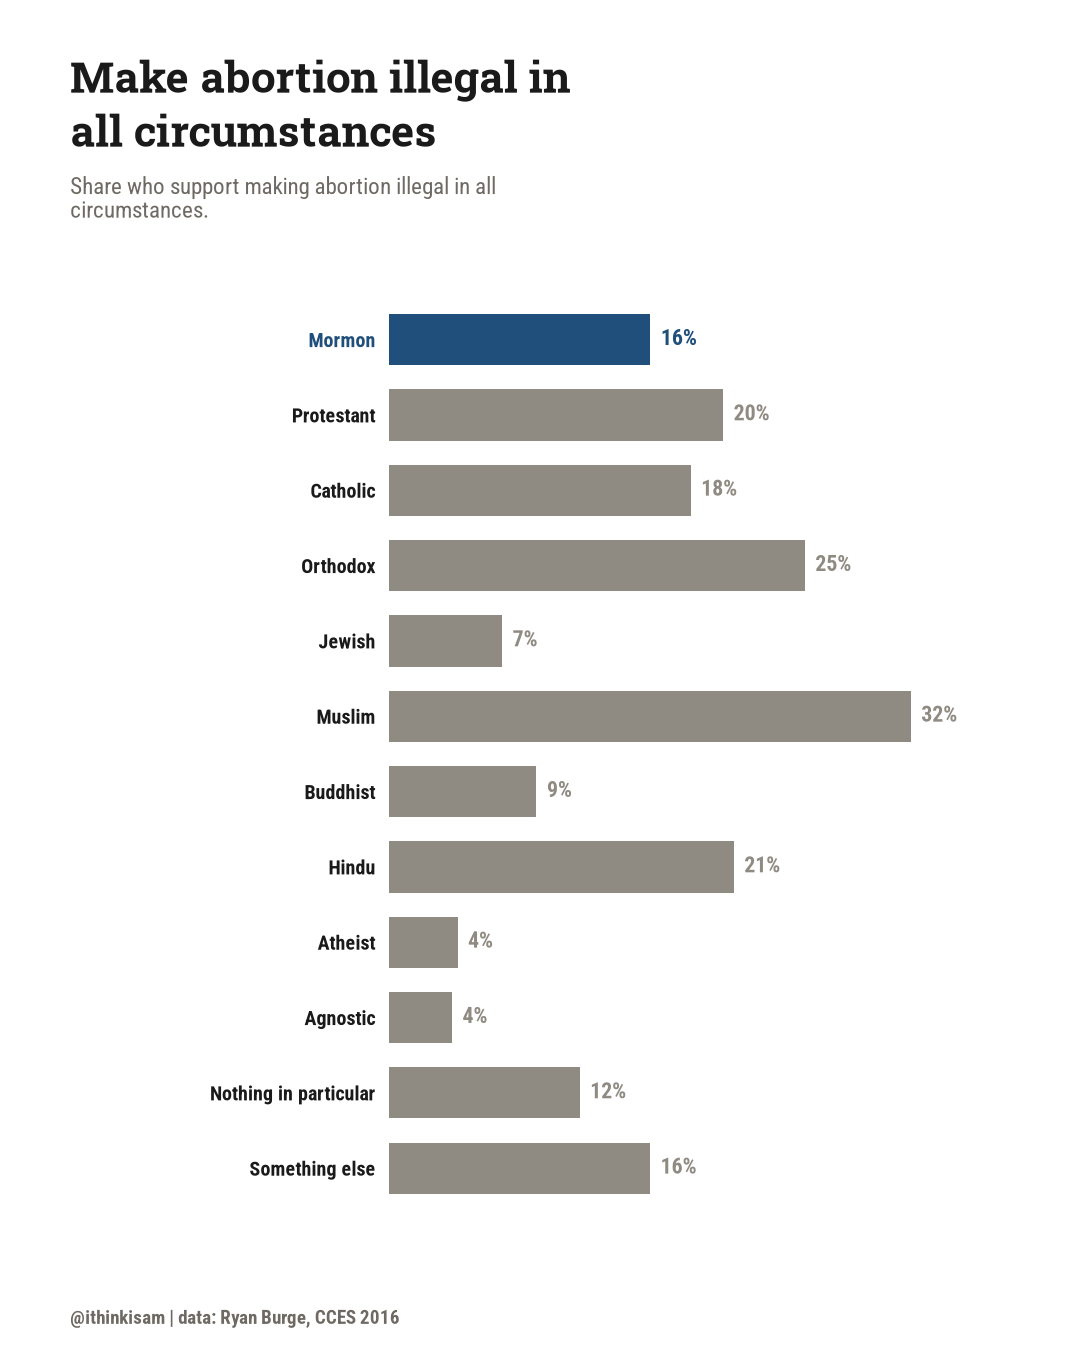 Make abortion illegal in
all circumstances
Share who support making abortion illegal in all
circumstances.
Mormon 16%
Protestant 20%
Catholic 18%
Orthodox 25%
Jewish 7%
Muslim 32%
Buddhist 9%
Hindu 21%
Atheist 4%
Agnostic 4%
Nothing in particular 12%
Something else 16%
@ithinkisam | data: Ryan Burge, CCES 2016